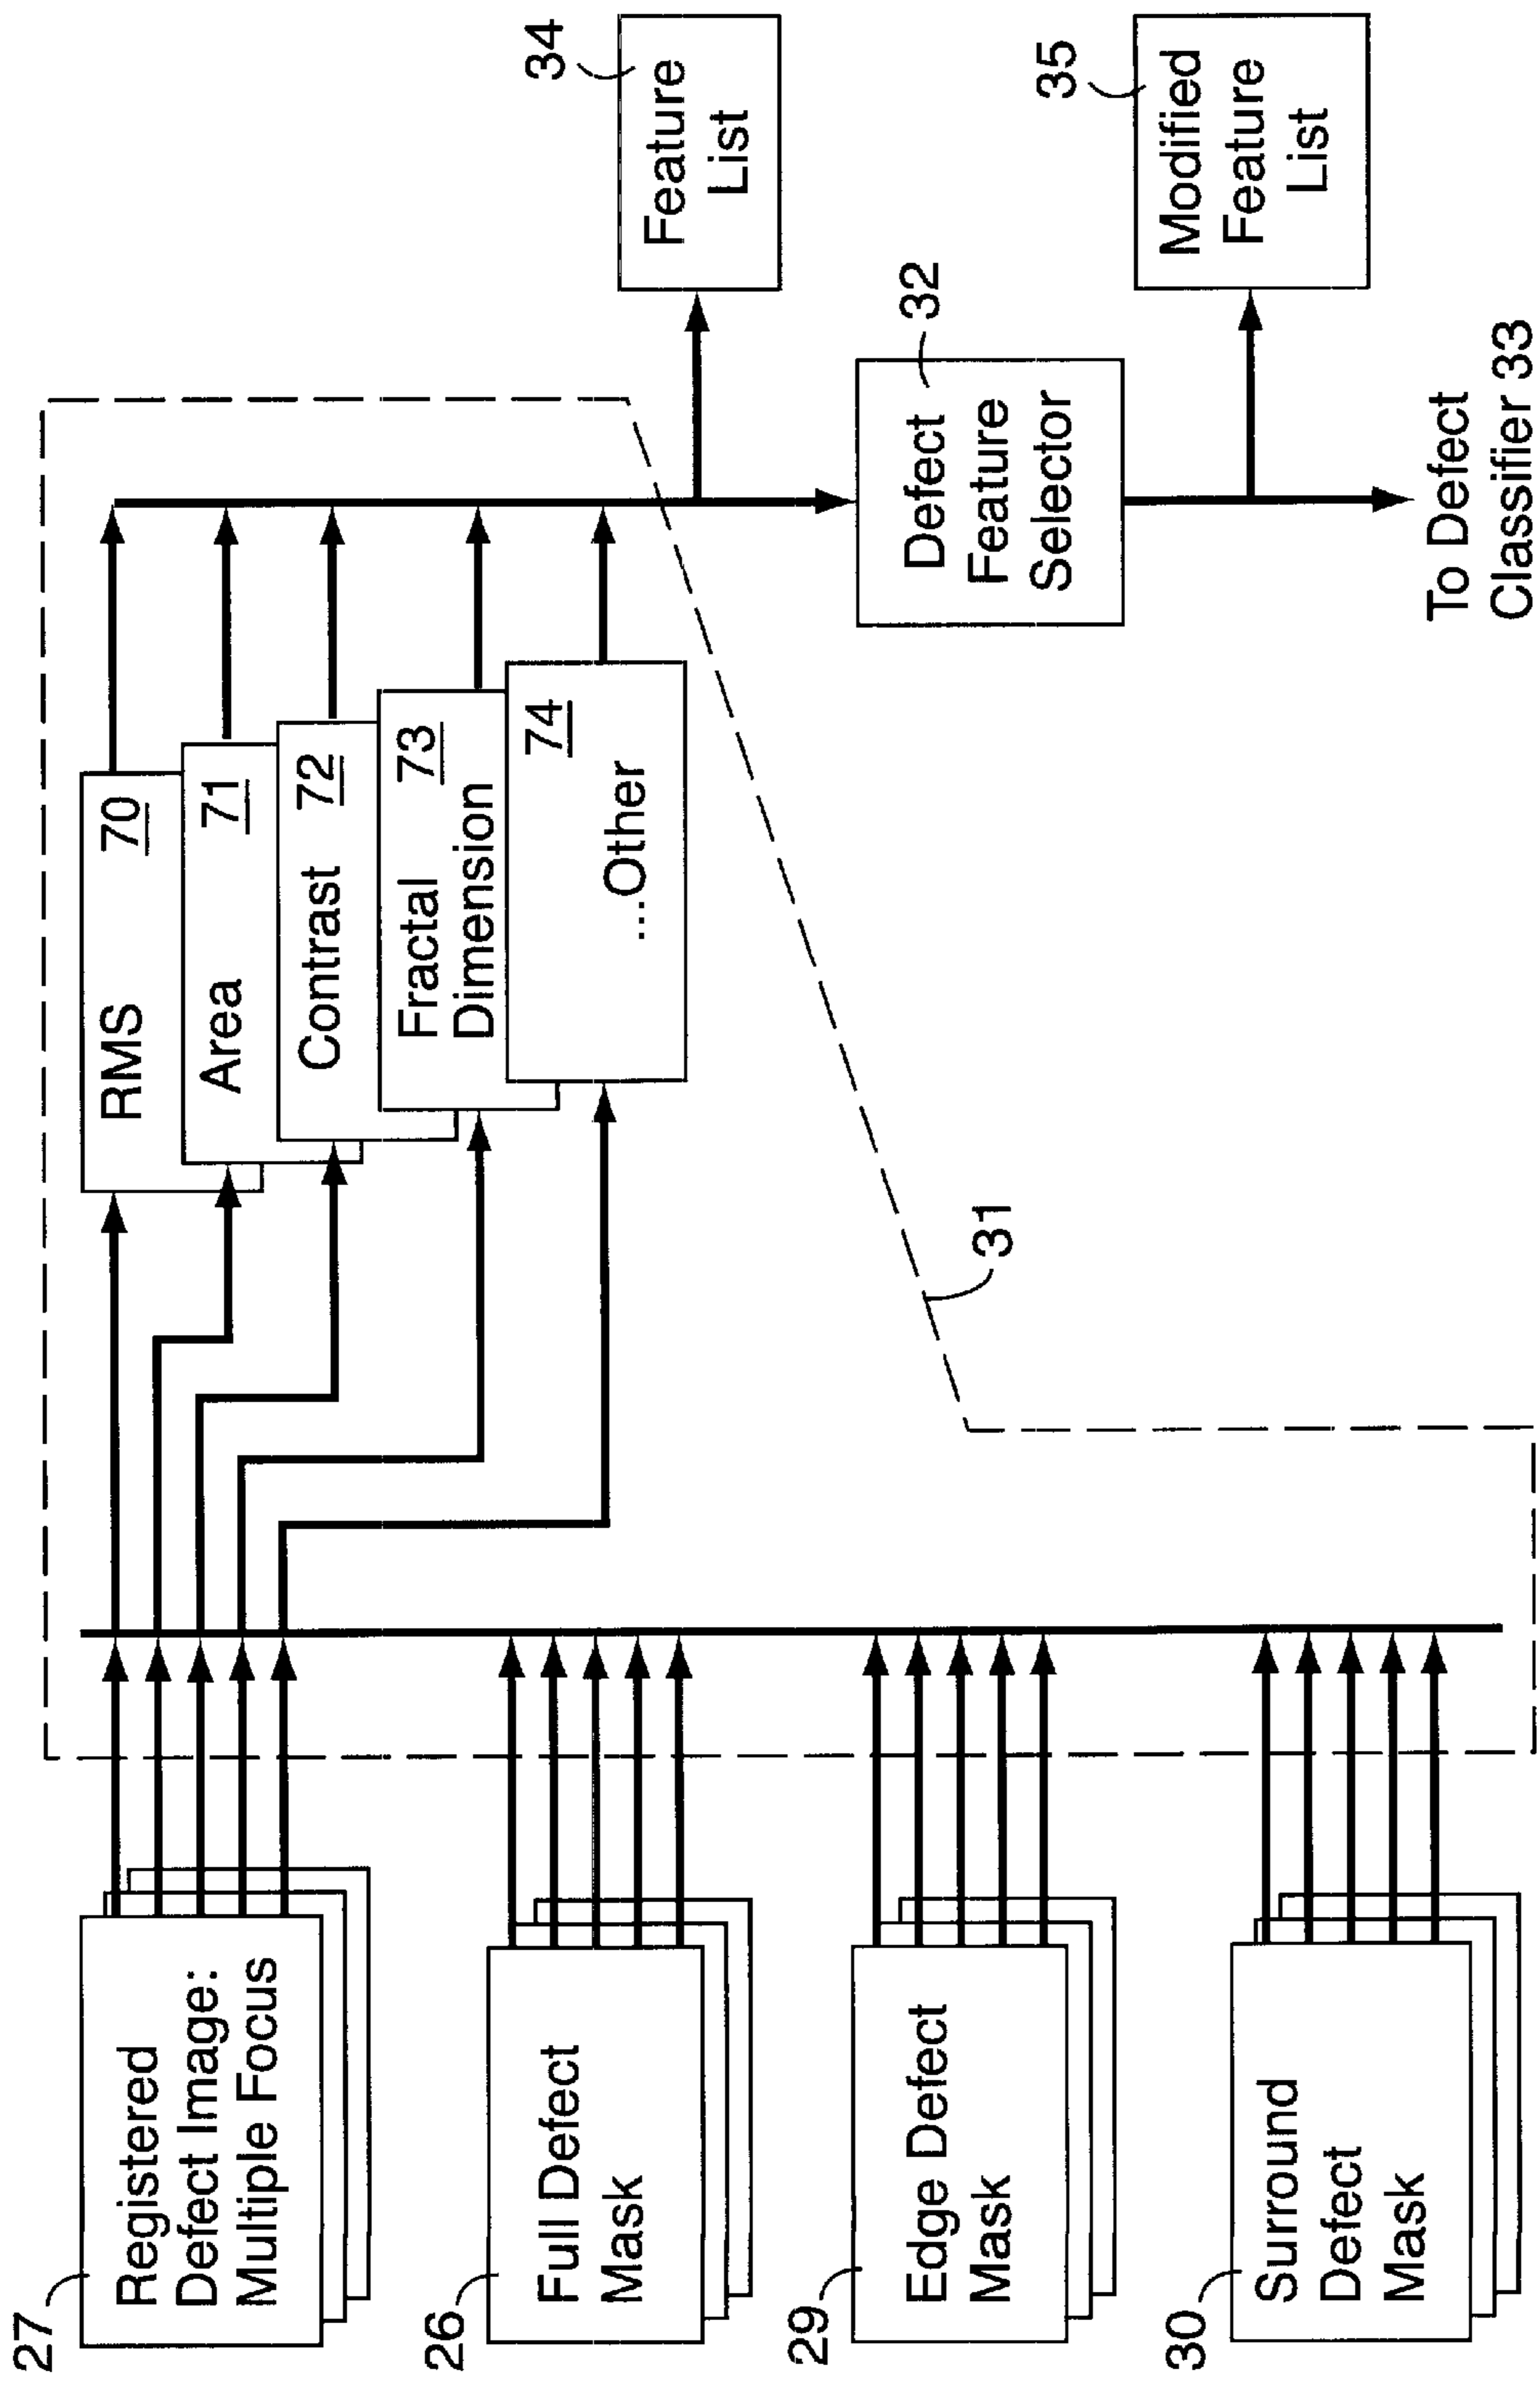 27
Registered
Defect Image:
Multiple Focus
26
Full Defect
Mask
29
Edge Defect
Mask
30
Surround
Defect
Mask
RMS 70
Area 71
Contrast 72
Fractal 73
Dimension
74
...Other
31
34
Feature
List
Defect 32
Feature
Selector
35
Modified
Feature
List
To Defect
Classifier 33